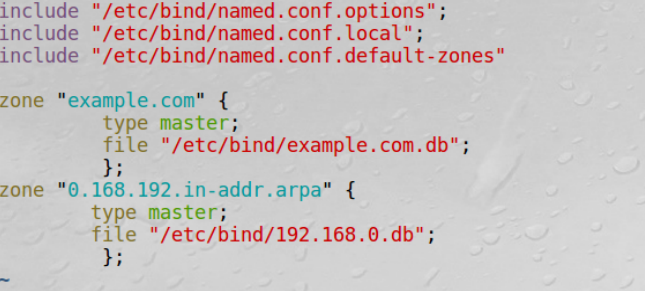 include "/etc/bind/named.conf.options";
include "/etc/bind/named.conf.local";
include "/etc/bind/named.conf.default-zones"
zone "example.com" {
type master;
file "/etc/bind/example.com.db";
};
zone "0.168.192.in-addr.arpa" {
type master;
file "/etc/bind/192.168.0.db";
};
~